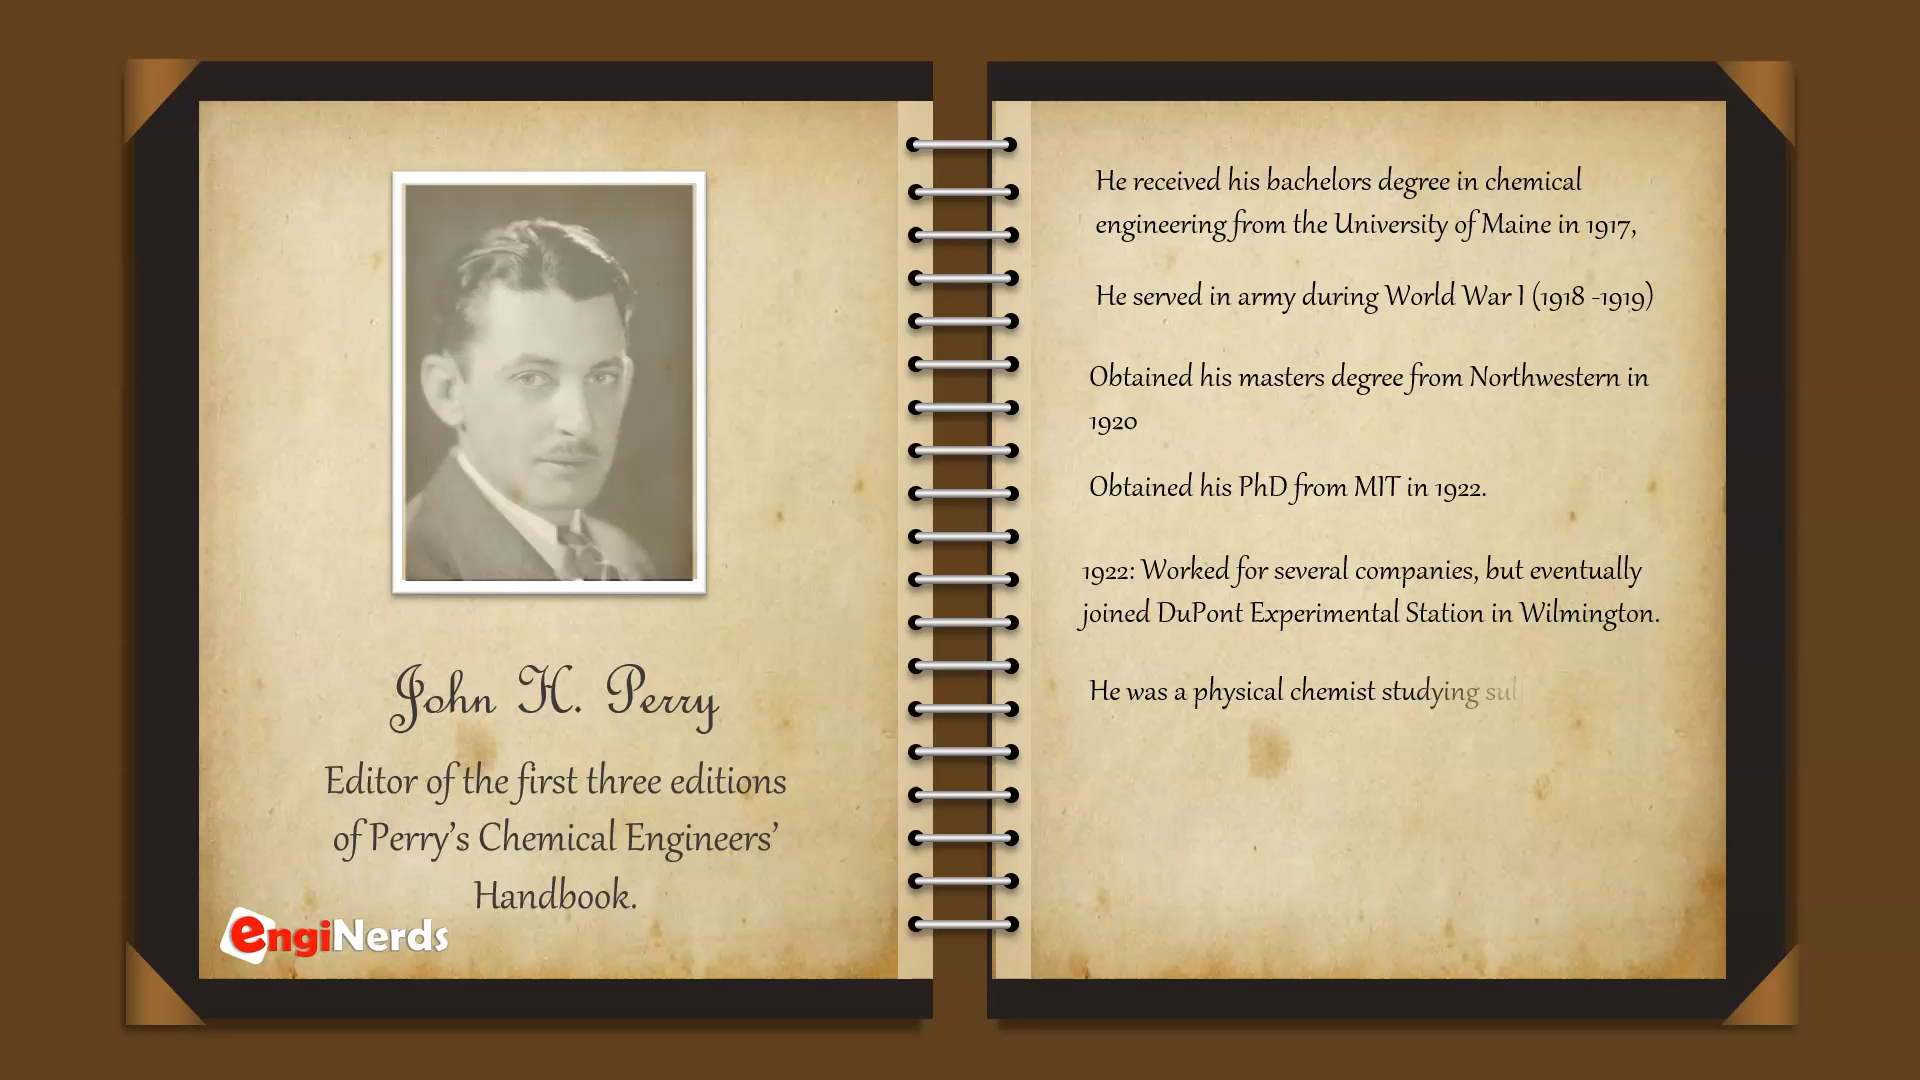 John H. Perry
Editor of the first three editions
of Perry's Chemical Engineers'
Handbook.
engiNerds
He received his bachelors degree in chemical
engineering from the University of Maine in 1917,
He served in army during World War I (1918 -1919)
Obtained his masters degree from Northwestern in
1920
Obtained his PhD from MIT in 1922.
1922: Worked for several companies, but eventually
joined DuPont Experimental Station in Wilmington.
He was a physical chemist studying